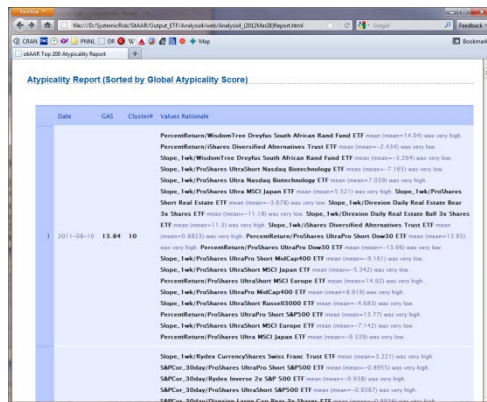 Firefox
file:///D:/SystemicRisk/SitAAR/Output_ETF/Analysis4/web/Analysis4_(2012Mar28)Report.html
Google
Feedback
CRAN
PNNL
DR
Map
Bookmark
sitAAR Top 200 Atypicality Report
Atypicality Report (Sorted by Global Atypicality Score)
Date GAS Cluster# Values Rationale
PercentReturn/WisdomTree Dreyfus South African Rand Fund ETF mean (mean=14.04) was very high.
PercentReturn/iShares Diversified Alternatives Trust ETF mean (mean=-2.434) was very low.
Slope_1wk/WisdomTree Dreyfus South African Rand Fund ETF mean (mean=-3.264) was very low.
Slope_1wk/ProShares UltraShort Nasdaq Biotechnology ETF mean (mean=-7.165) was very low.
Slope_1wk/ProShares Ultra Nasdaq Biotechnology ETF mean (mean=7.039) was very high.
Slope_1wk/ProShares Ultra MSCI Japan ETF mean (mean=5.521) was very high. Slope_1wk/ProShares
Short Real Estate ETF mean (mean=-3.678) was very low. Slope_1wk/Direxion Daily Real Estate Bear
3x Shares ETF mean (mean=-11.18) was very low. Slope_1wk/Direxion Daily Real Estate Bull 3x Shares
ETF mean (mean=11.3) was very high. Slope_1wk/iShares Diversified Alternatives Trust ETF mean
1 2011-08-10 13.84 10 (mean=0.8823) was very high. PercentReturn/ProShares UltraPro Short Dow30 ETF mean (mean=13.65)
was very high. PercentReturn/ProShares UltraPro Dow30 ETF mean (mean=-13.66) was very low.
Slope_1wk/ProShares UltraPro Short MidCap400 ETF mean (mean=-9.161) was very low.
Slope_1wk/ProShares UltraShort MSCI Japan ETF mean (mean=-5.342) was very low.
PercentReturn/ProShares UltraShort MSCI Europe ETF mean (mean=14.92) was very high.
Slope_1wk/ProShares UltraPro MidCap400 ETF mean (mean=8.919) was very high.
Slope_1wk/ProShares UltraShort Russell3000 ETF mean (mean=-4.683) was very low.
PercentReturn/ProShares UltraPro Short S&P500 ETF mean (mean=13.77) was very high.
Slope_1wk/ProShares UltraShort MSCI Europe ETF mean (mean=-7.142) was very low.
PercentReturn/ProShares Ultra MSCI Japan ETF mean (mean=-9.339) was very low.
Slope_1wk/Rydex CurrencyShares Swiss Franc Trust ETF mean (mean=3.221) was very high.
S&PCor_30day/ProShares UltraPro Short S&P500 ETF mean (mean=-0.8955) was very high.
S&PCor_30day/Rydex Inverse 2x S&P 500 ETF mean (mean=-0.938) was very high.
S&PCor_30day/ProShares UltraShort S&P500 ETF mean (mean=-0.9387) was very high.